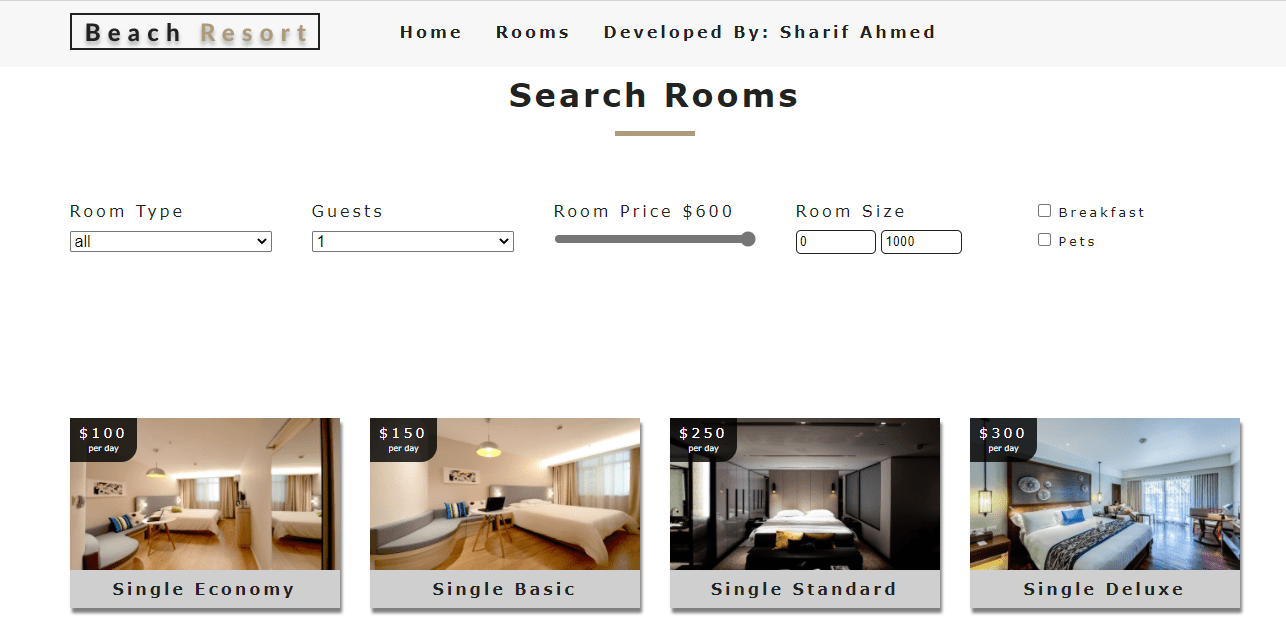 Beach Resort
Home Rooms Developed By: Sharif Ahmed
Search Rooms
Room Type
all
Guests
1
Room Price $600
Room Size
0 1000
Breakfast
Pets
$100
per day
Single Economy
$150
per day
Single Basic
$250
per day
Single Standard
$300
per day
Single Deluxe